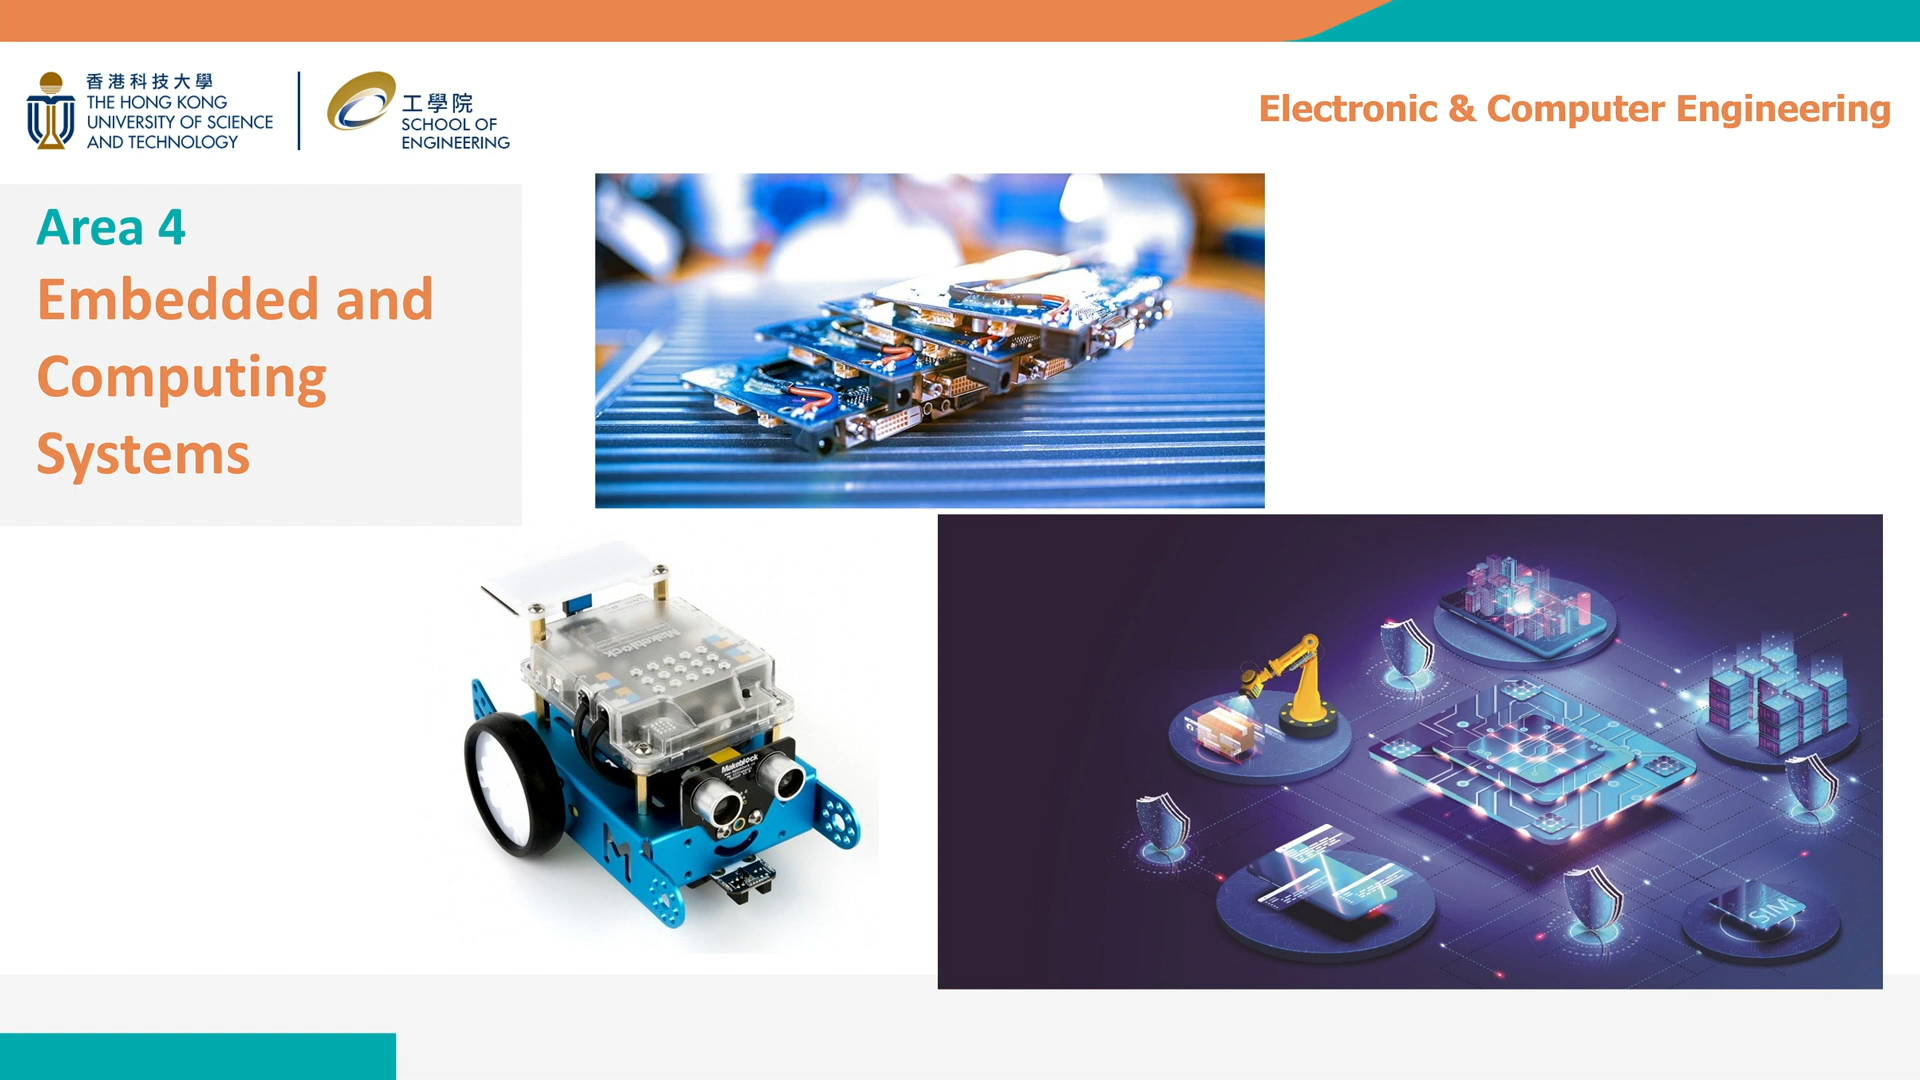 香港科技大學
THE HONG KONG
UNIVERSITY OF SCIENCE
AND TECHNOLOGY
工學院
SCHOOL OF
ENGINEERING
Electronic & Computer Engineering
Area 4
Embedded and
Computing
Systems
Makeblock
Makeblock
M
SIM